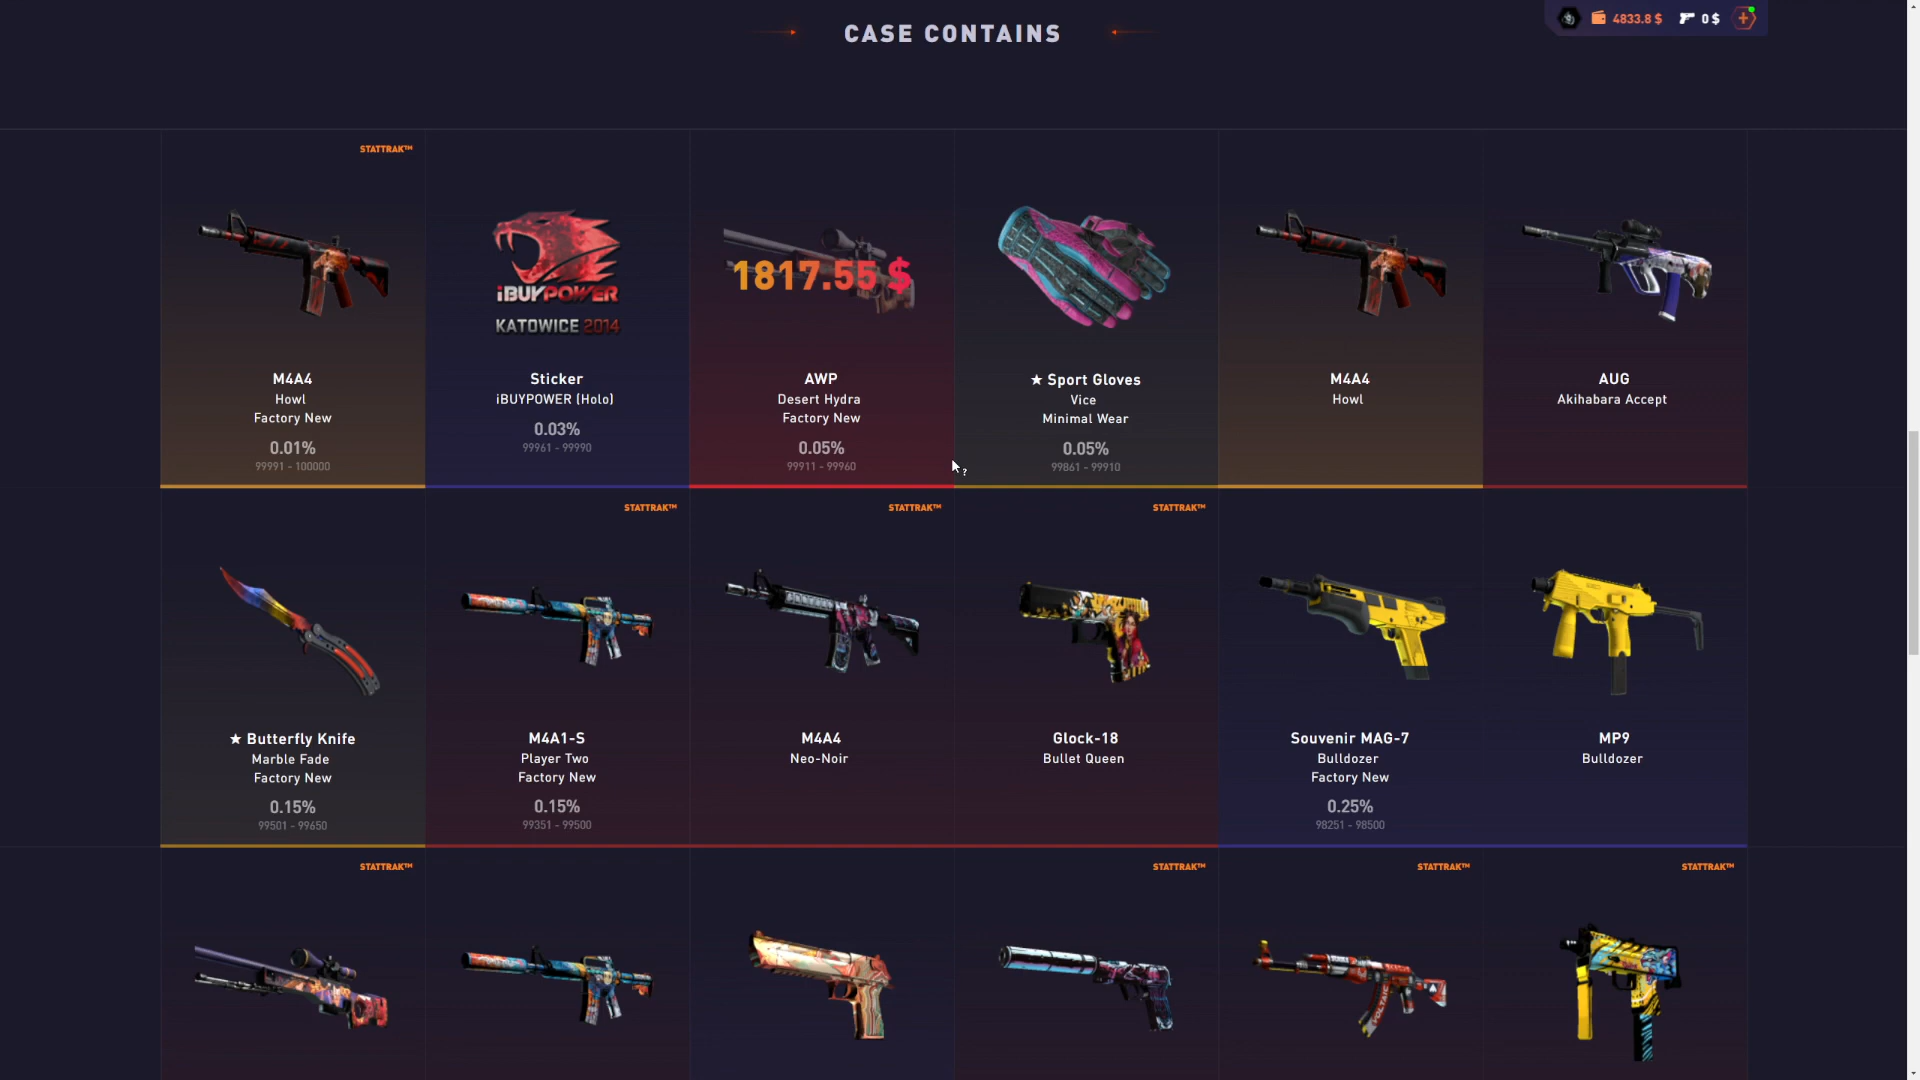 CASE CONTAINS
4833.8 $
0 $
STATTRAK™
iBUYPOWER
KATOWICE 2014
1817.55 $
M4A4
Howl
Factory New
0.01%
99991 - 100000
Sticker
iBUYPOWER (Holo)
0.03%
99961 - 99990
AWP
Desert Hydra
Factory New
0.05%
99911 - 99960
★ Sport Gloves
Vice
Minimal Wear
0.05%
99861 - 99910
M4A4
Howl
AUG
Akihabara Accept
STATTRAK™
STATTRAK™
STATTRAK™
★ Butterfly Knife
Marble Fade
Factory New
0.15%
99501 - 99650
M4A1-S
Player Two
Factory New
0.15%
99351 - 99500
M4A4
Neo-Noir
Glock-18
Bullet Queen
Souvenir MAG-7
Bulldozer
Factory New
0.25%
98251 - 98500
MP9
Bulldozer
STATTRAK™
STATTRAK™
STATTRAK™
STATTRAK™
VOLTAIC